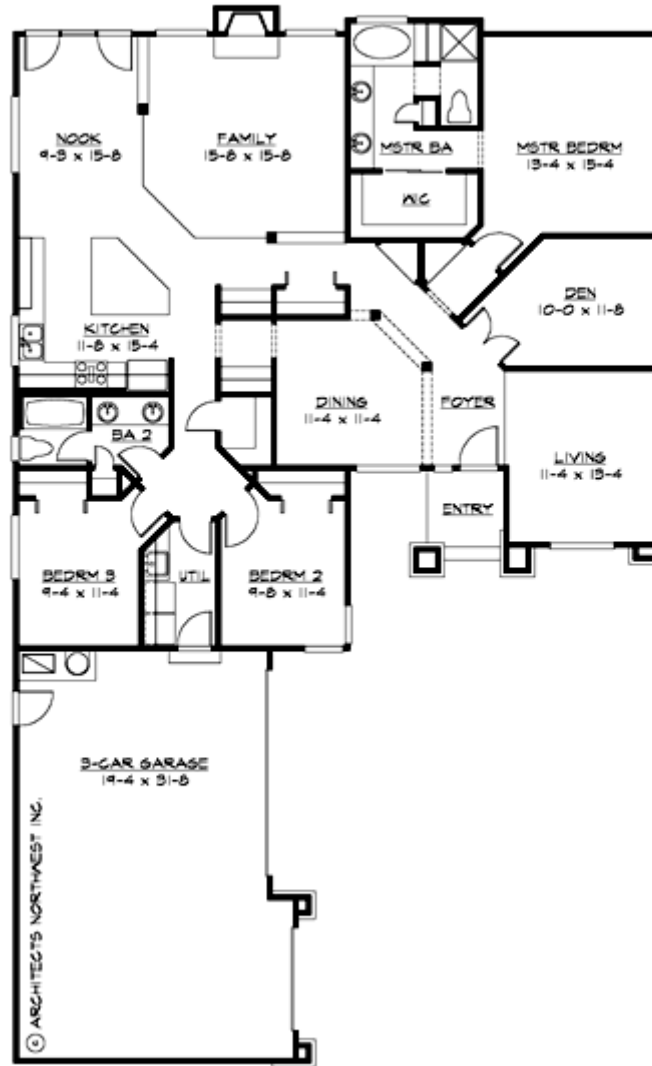 NOOK
9-3 x 15-8
FAMILY
15-8 x 15-8
MSTR BA
MSTR BEDRM
13-4 x 15-4
WIC
DEN
10-0 x 11-8
KITCHEN
11-8 x 15-4
DINING
11-4 x 11-4
FOYER
BA 2
LIVING
11-4 x 13-4
ENTRY
BEDRM 3
9-4 x 11-4
UTIL
BEDRM 2
9-8 x 11-4
3-CAR GARAGE
19-4 x 31-8
© ARCHITECTS NORTHWEST INC.